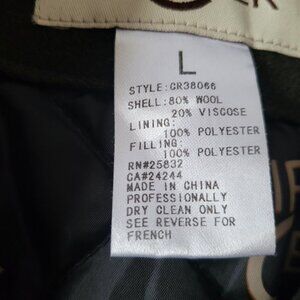 L
STYLE:CR38066
SHELL: 80% WOOL
20% VISCOSE
LINING:
100% POLYESTER
FILLING:
100% POLYESTER
RN#25832
CA#24244
MADE IN CHINA
PROFESSIONALLY
DRY CLEAN ONLY
SEE REVERSE FOR
FRENCH